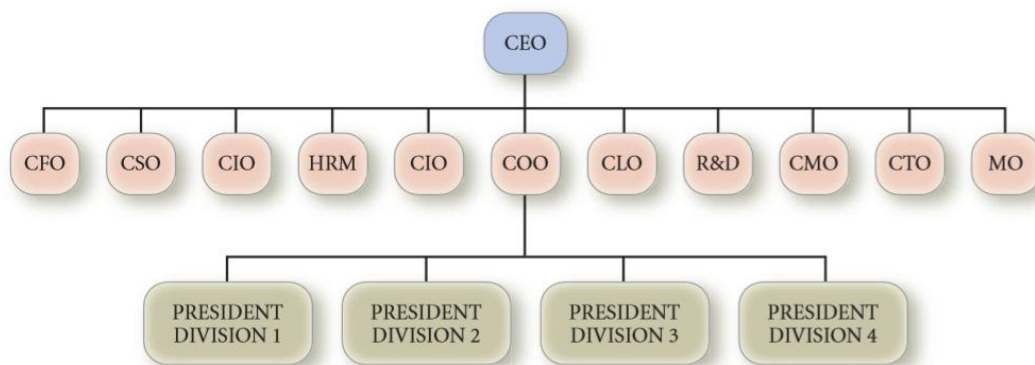 CEO
CFO
CSO
CIO
HRM
CIO
COO
CLO
R&D
CMO
CTO
MO
PRESIDENT
DIVISION 1
PRESIDENT
DIVISION 2
PRESIDENT
DIVISION 3
PRESIDENT
DIVISION 4